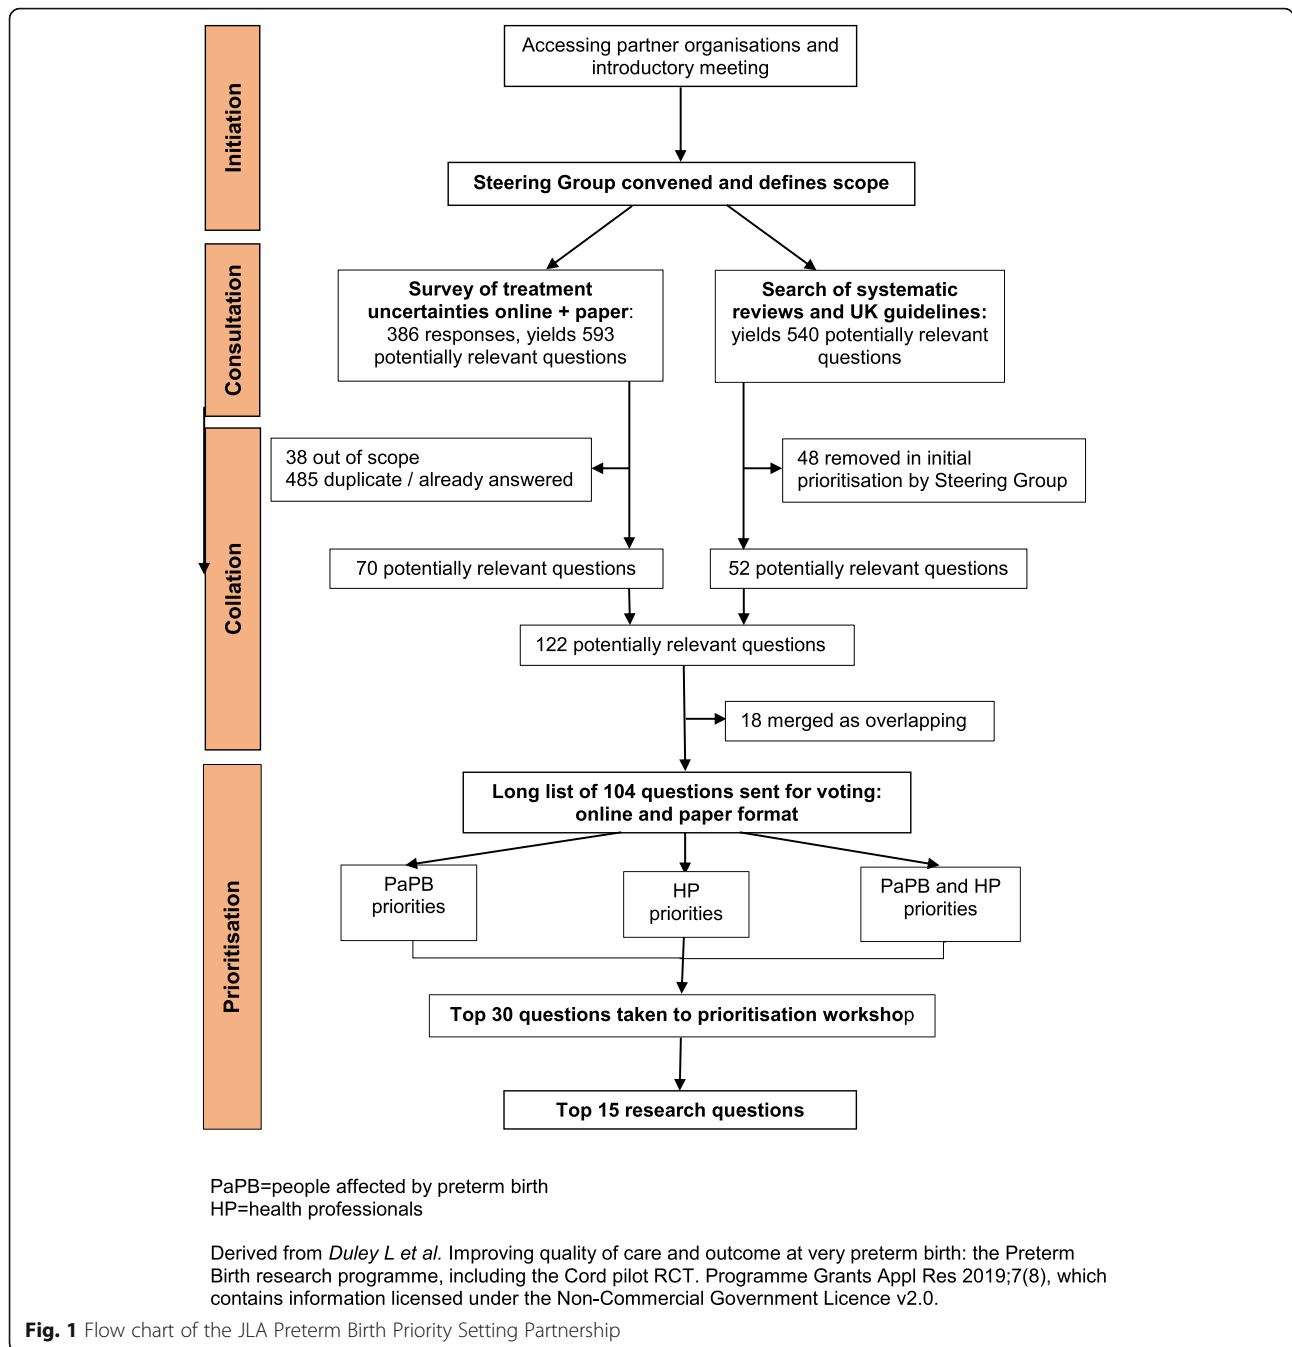 Initiation
Accessing partner organisations and
introductory meeting
Steering Group convened and defines scope
Consultation
Survey of treatment
uncertainties online + paper:
386 responses, yields 593
potentially relevant questions
Search of systematic
reviews and UK guidelines:
yields 540 potentially relevant
questions
Collation
38 out of scope
485 duplicate / already answered
48 removed in initial
prioritisation by Steering Group
70 potentially relevant questions
52 potentially relevant questions
122 potentially relevant questions
18 merged as overlapping
Prioritisation
Long list of 104 questions sent for voting:
online and paper format
PaPB
priorities
HP
priorities
PaPB and HP
priorities
Top 30 questions taken to prioritisation workshop
Top 15 research questions
PaPB=people affected by preterm birth
HP=health professionals
Derived from Duley L et al. Improving quality of care and outcome at very preterm birth: the Preterm
Birth research programme, including the Cord pilot RCT. Programme Grants Appl Res 2019;7(8), which
contains information licensed under the Non-Commercial Government Licence v2.0.
Fig. 1 Flow chart of the JLA Preterm Birth Priority Setting Partnership